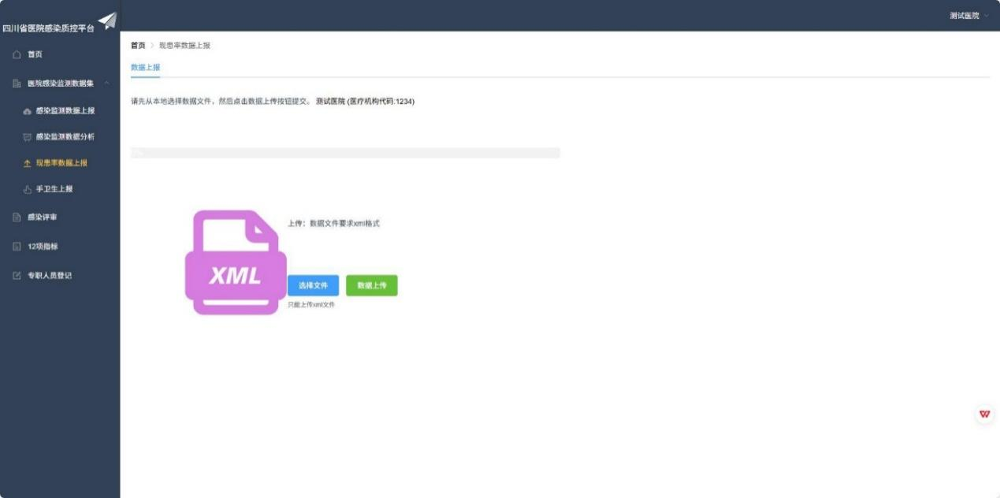 四川省医院感染质控平台
测试医院
首页
医院感染监测数据集
感染监测数据上报
感染监测数据分析
现患率数据上报
手卫生上报
感染评审
12项指标
专职人员登记
首页 > 现患率数据上报
数据上报
请先从本地选择数据文件，然后点击数据上传按钮提交。 测试医院 (医疗机构代码:1234)
上传：数据文件要求xml格式
XML
选择文件 数据上传
只能上传xml文件